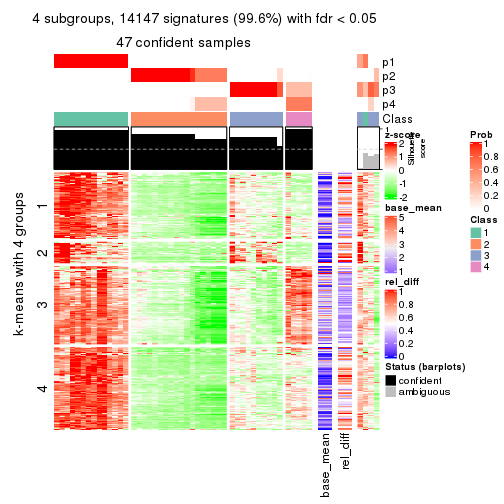 4 subgroups, 14147 signatures (99.6%) with fdr < 0.05
47 confident samples
p1
p2
p3
p4
Class
1
Silhouette
score
k-means with 4 groups
1
2
3
4
base_mean
rel_diff
z-score
2
1
0
-1
-2
base_mean
5
4
3
2
1
rel_diff
1
0.8
0.6
0.4
0.2
0
Status (barplots)
confident
ambiguous
Prob
1
0.8
0.6
0.4
0.2
0
Class
1
2
3
4